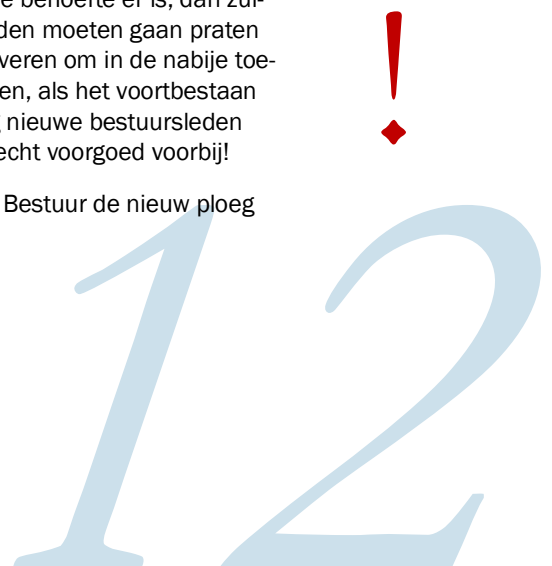 behoefte er is, dan zul-
den moeten gaan praten
veren om in de nabije toe-
en, als het voortbestaan
nieuwe bestuursleden
echt voorgoed voorbij!
Bestuur de nieuw ploeg
!
12